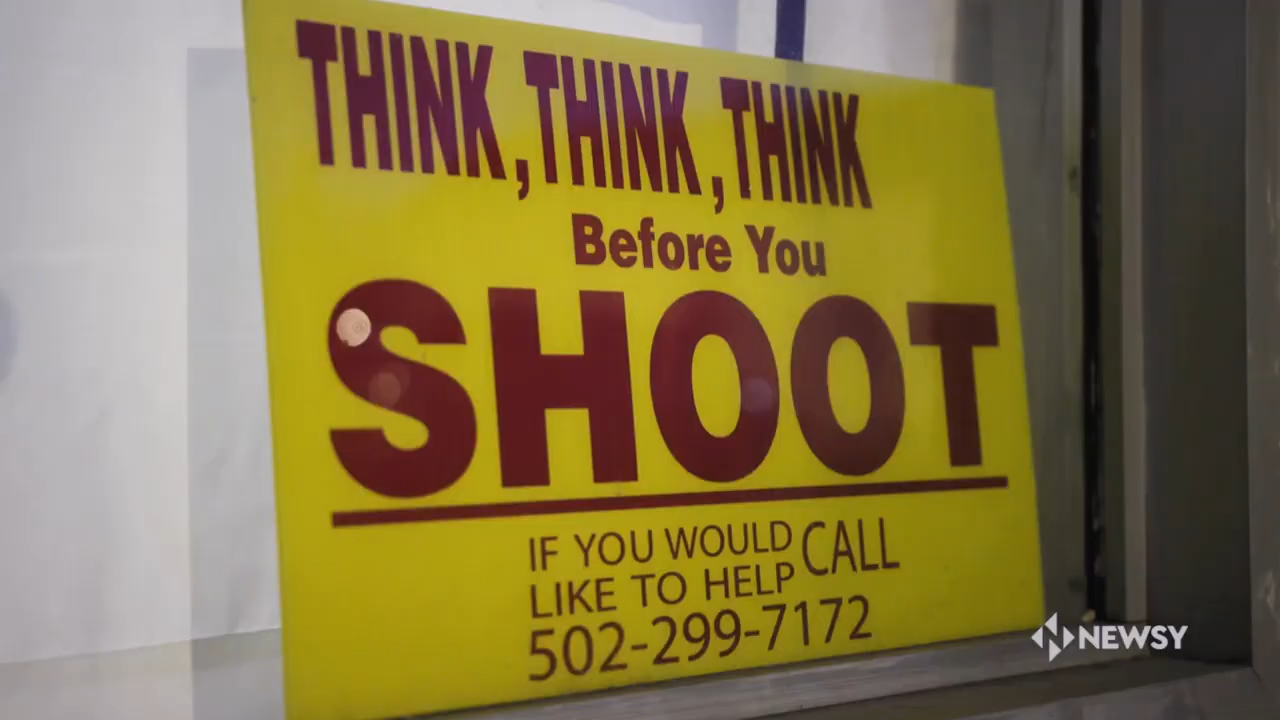 THINK, THINK, THINK
Before You
SHOOT
IF YOU WOULD
LIKE TO HELP CALL
502-299-7172
NEWSY